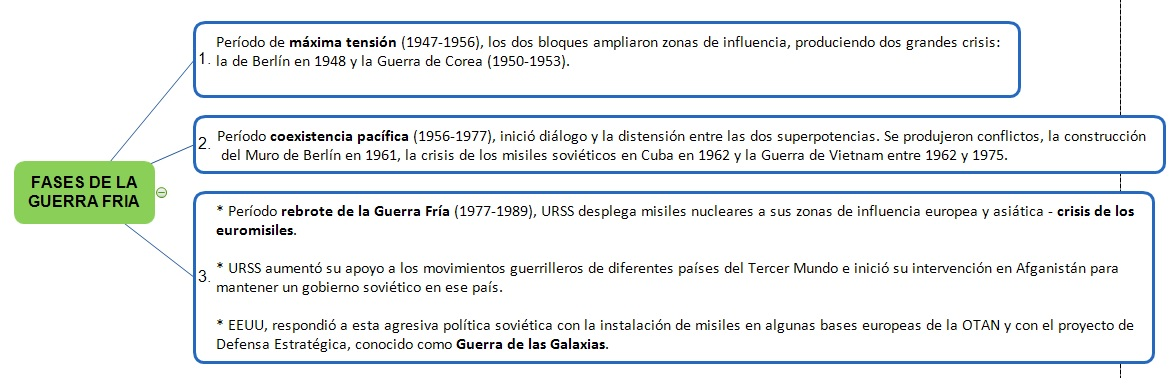 FASES DE LA
GUERRA FRIA
1. Período de máxima tensión (1947-1956), los dos bloques ampliaron zonas de influencia, produciendo dos grandes crisis:
la de Berlín en 1948 y la Guerra de Corea (1950-1953).
2. Período coexistencia pacífica (1956-1977), inició diálogo y la distensión entre las dos superpotencias. Se produjeron conflictos, la construcción
del Muro de Berlín en 1961, la crisis de los misiles soviéticos en Cuba en 1962 y la Guerra de Vietnam entre 1962 y 1975.
3. * Período rebrote de la Guerra Fría (1977-1989), URSS desplega misiles nucleares a sus zonas de influencia europea y asiática - crisis de los
euromisiles.
* URSS aumentó su apoyo a los movimientos guerrilleros de diferentes países del Tercer Mundo e inició su intervención en Afganistán para
mantener un gobierno soviético en ese país.
* EEUU, respondió a esta agresiva política soviética con la instalación de misiles en algunas bases europeas de la OTAN y con el proyecto de
Defensa Estratégica, conocido como Guerra de las Galaxias.